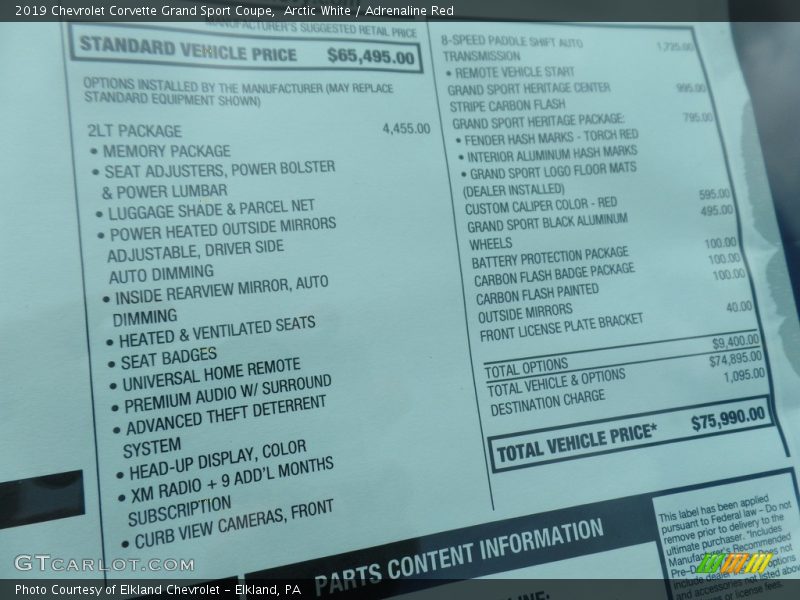 2019 Chevrolet Corvette Grand Sport Coupe,  Arctic White / Adrenaline Red
MANUFACTURER'S SUGGESTED RETAIL PRICE
STANDARD VEHICLE PRICE $65,495.00
OPTIONS INSTALLED BY THE MANUFACTURER (MAY REPLACE
STANDARD EQUIPMENT SHOWN)
2LT PACKAGE 4,455.00
• MEMORY PACKAGE
• SEAT ADJUSTERS, POWER BOLSTER
& POWER LUMBAR
• LUGGAGE SHADE & PARCEL NET
• POWER HEATED OUTSIDE MIRRORS
ADJUSTABLE, DRIVER SIDE
AUTO DIMMING
• INSIDE REARVIEW MIRROR, AUTO
DIMMING
• HEATED & VENTILATED SEATS
• SEAT BADGES
• UNIVERSAL HOME REMOTE
• PREMIUM AUDIO W/ SURROUND
• ADVANCED THEFT DETERRENT
SYSTEM
• HEAD-UP DISPLAY, COLOR
• XM RADIO + 9 ADD'L MONTHS
SUBSCRIPTION
• CURB VIEW CAMERAS, FRONT
8-SPEED PADDLE SHIFT AUTO 1,725.00
TRANSMISSION
• REMOTE VEHICLE START
GRAND SPORT HERITAGE CENTER 995.00
STRIPE CARBON FLASH
GRAND SPORT HERITAGE PACKAGE: 795.00
• FENDER HASH MARKS - TORCH RED
• INTERIOR ALUMINUM HASH MARKS
• GRAND SPORT LOGO FLOOR MATS
(DEALER INSTALLED)
CUSTOM CALIPER COLOR - RED 595.00
GRAND SPORT BLACK ALUMINUM 495.00
WHEELS
BATTERY PROTECTION PACKAGE 100.00
CARBON FLASH BADGE PACKAGE 100.00
CARBON FLASH PAINTED 100.00
OUTSIDE MIRRORS
FRONT LICENSE PLATE BRACKET 40.00
TOTAL OPTIONS $9,400.00
TOTAL VEHICLE & OPTIONS $74,895.00
DESTINATION CHARGE 1,095.00
TOTAL VEHICLE PRICE* $75,990.00
PARTS CONTENT INFORMATION
This label has been applied
pursuant to Federal law - Do not
remove prior to delivery to the
ultimate purchaser. *Includes
Manufacturer's Recommended
GTCARLOT.COM
Photo Courtesy of Elkland Chevrolet - Elkland, PA